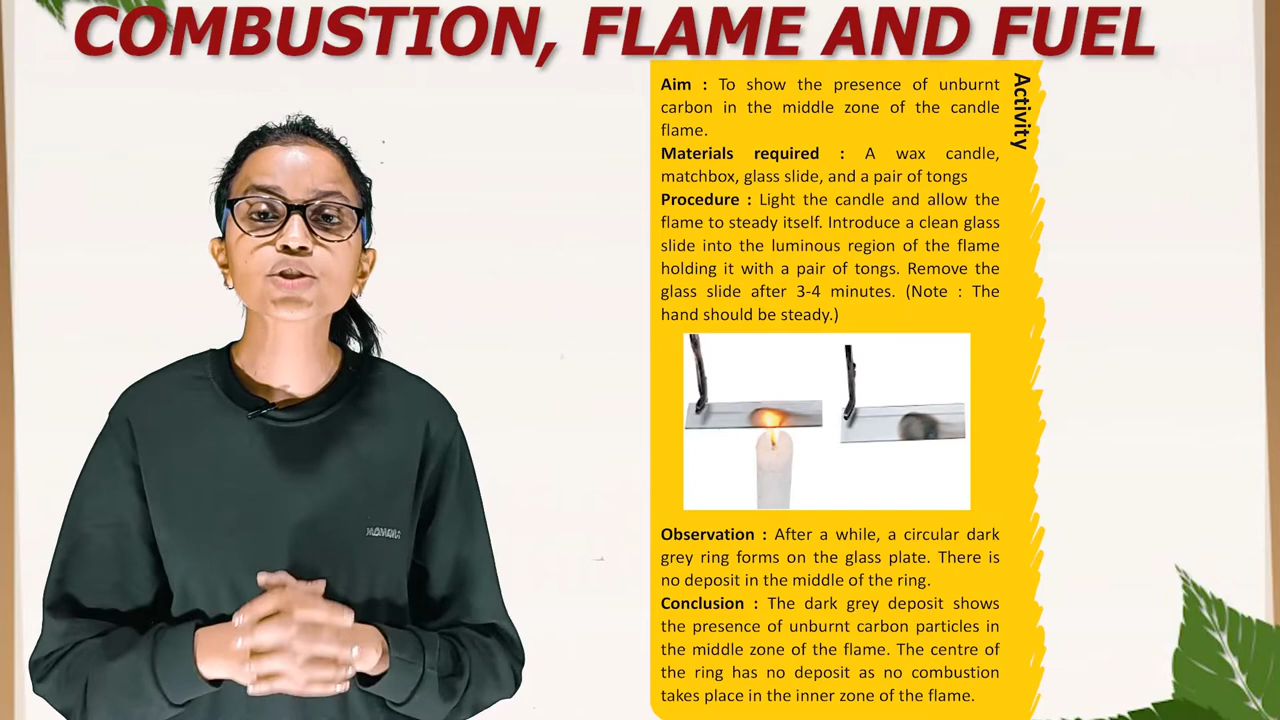 COMBUSTION, FLAME AND FUEL
Activity
Aim : To show the presence of unburnt
carbon in the middle zone of the candle
flame.
Materials required : A wax candle,
matchbox, glass slide, and a pair of tongs
Procedure : Light the candle and allow the
flame to steady itself. Introduce a clean glass
slide into the luminous region of the flame
holding it with a pair of tongs. Remove the
glass slide after 3-4 minutes. (Note : The
hand should be steady.)
Observation : After a while, a circular dark
grey ring forms on the glass plate. There is
no deposit in the middle of the ring.
Conclusion : The dark grey deposit shows
the presence of unburnt carbon particles in
the middle zone of the flame. The centre of
the ring has no deposit as no combustion
takes place in the inner zone of the flame.